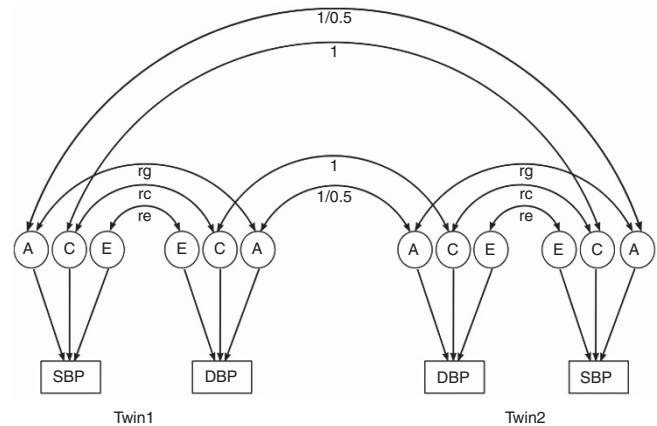 1/0.5
1
rg
rc
re
1
1/0.5
rg
rc
re
A C E E C A A C E E C A
SBP DBP DBP SBP
Twin1 Twin2